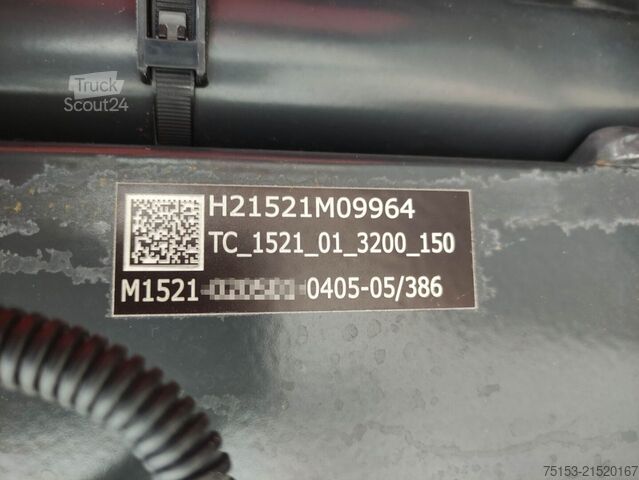 Truck
Scout24
H21521M09964
TC_1521_01_3200_150
M1521- -0405-05/386
75153-21520167